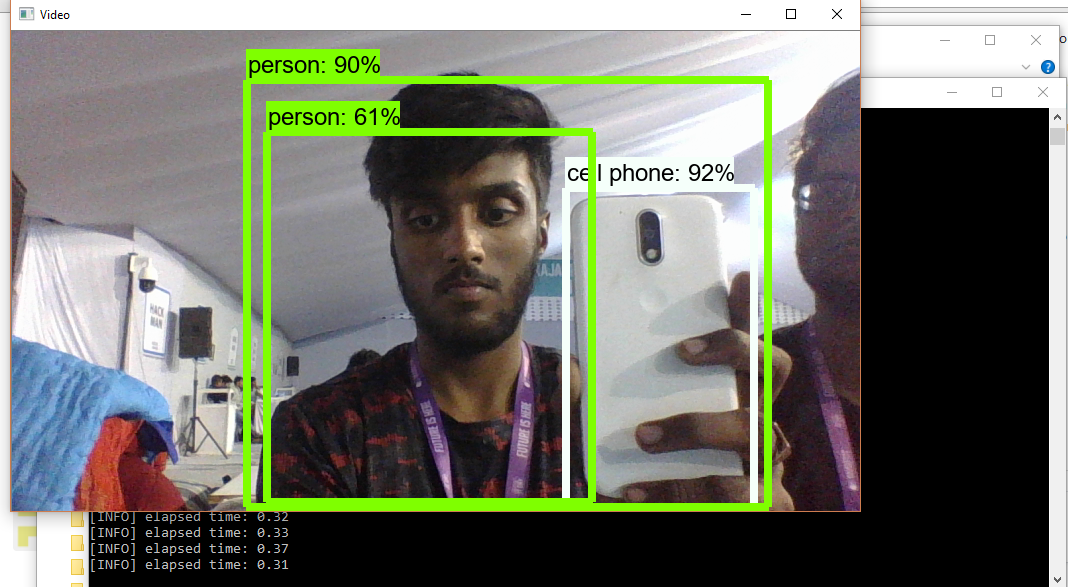 Video
person: 90%
person: 61%
cell phone: 92%
RAJA
HACK
MAN
FUTURE IS HERE
FUTURE IS
[INFO] elapsed time: 0.32
[INFO] elapsed time: 0.33
[INFO] elapsed time: 0.37
[INFO] elapsed time: 0.31